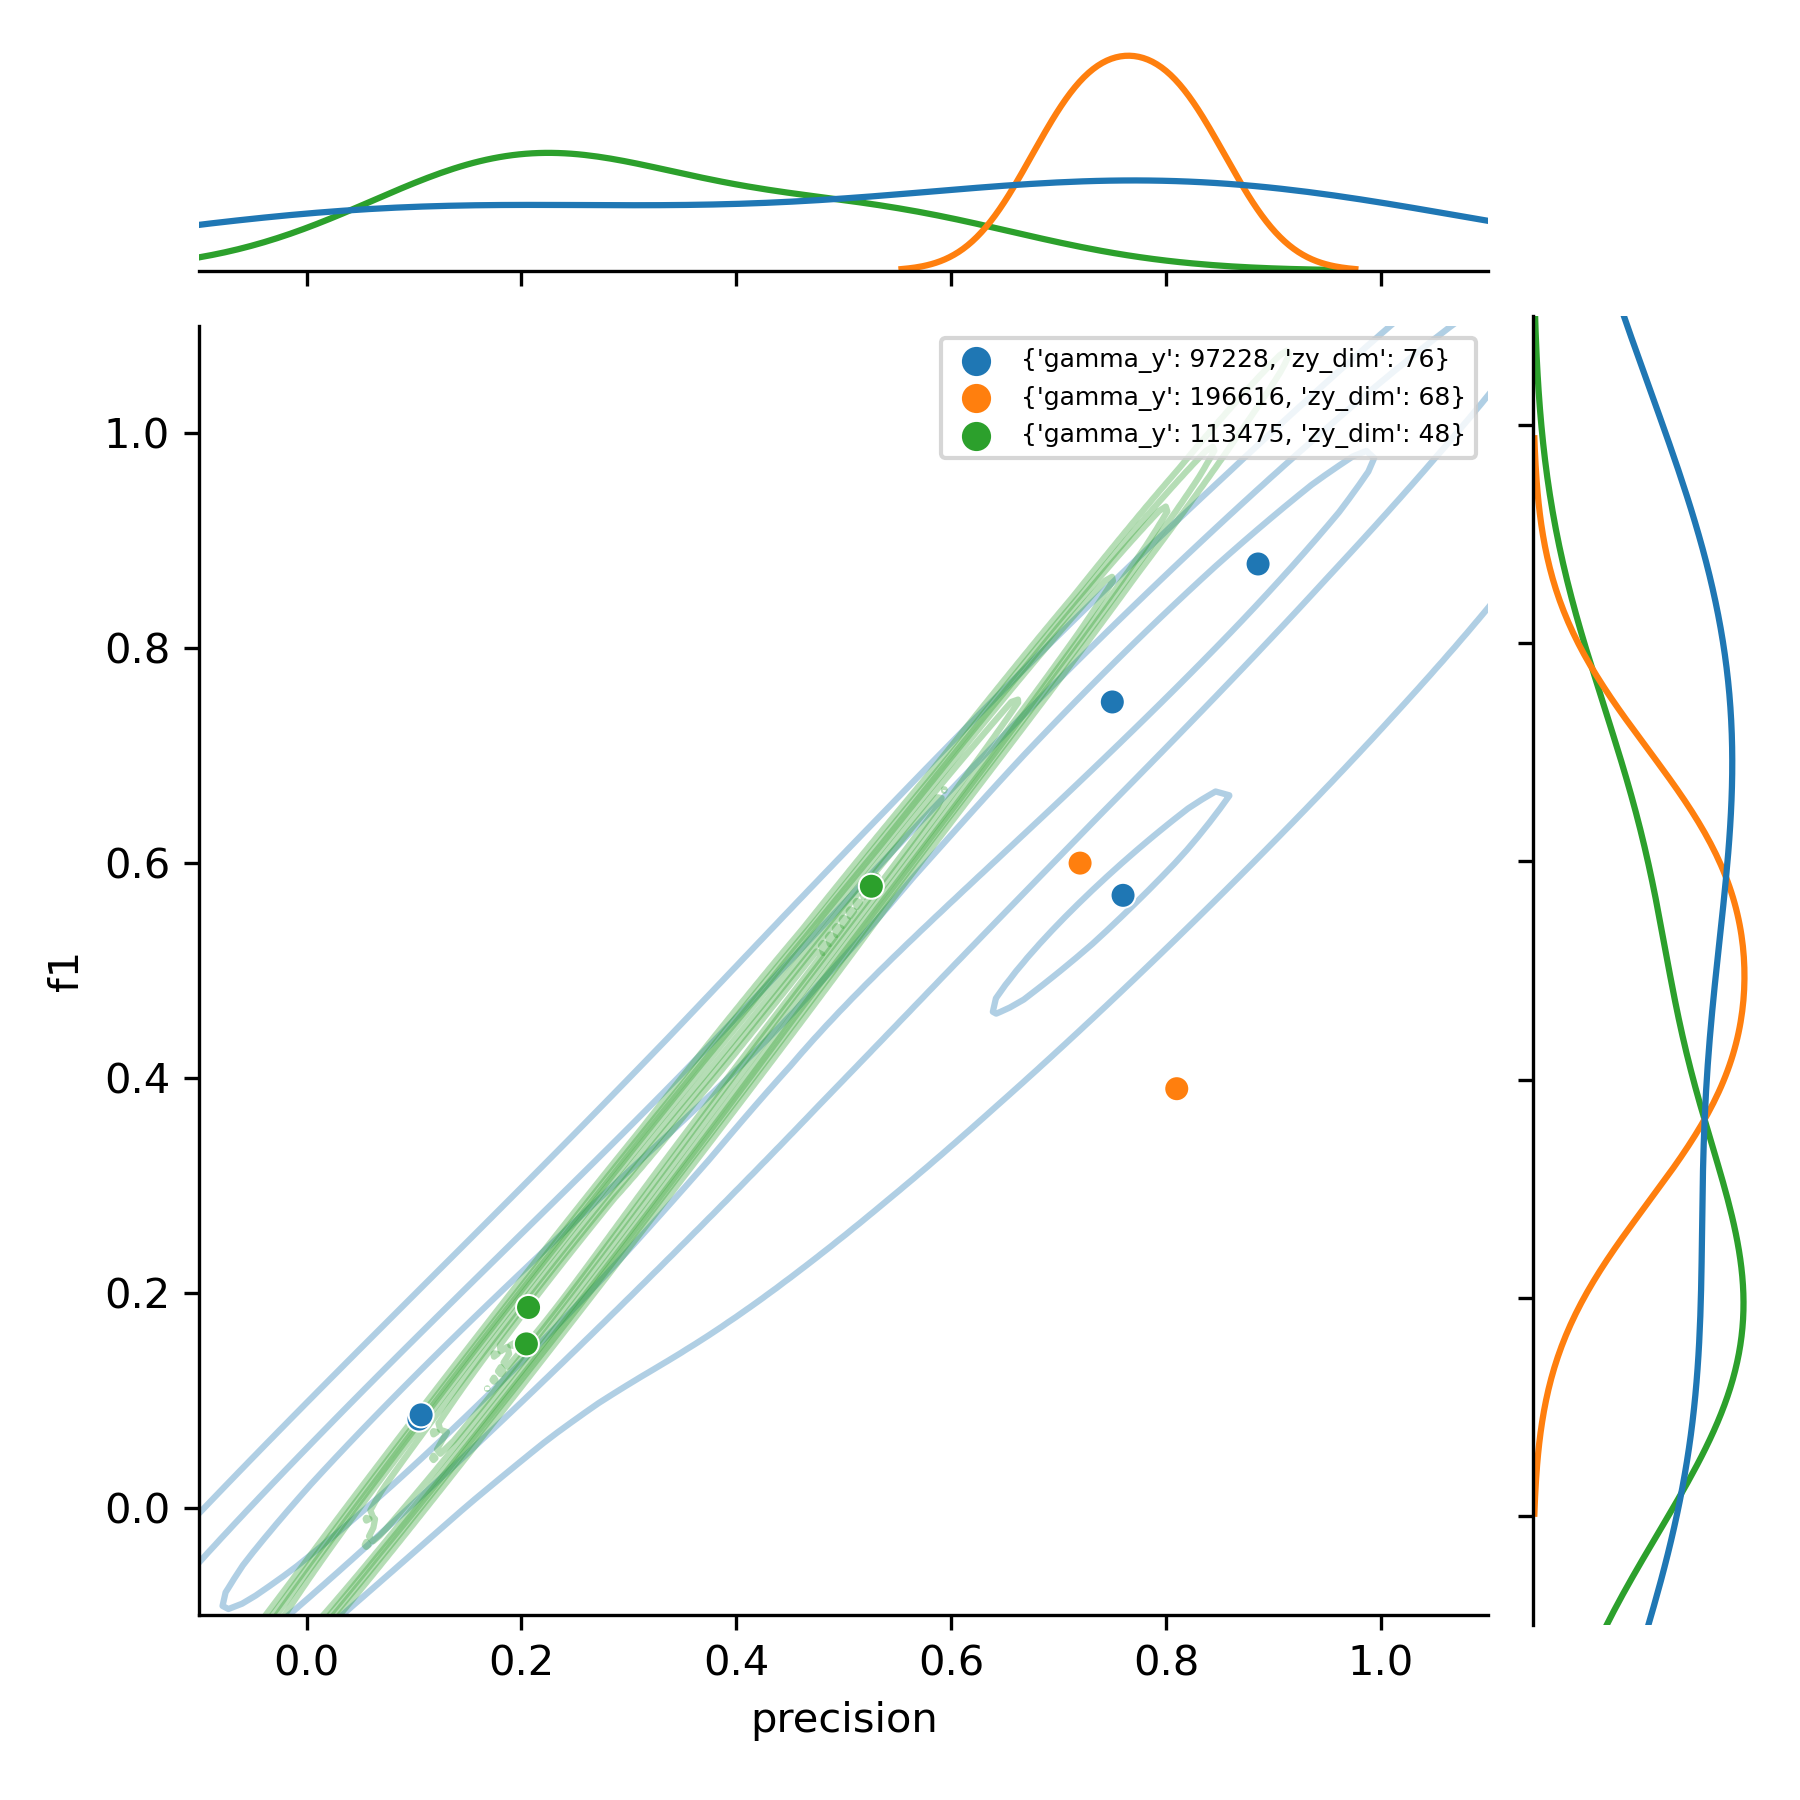 {'gamma_y': 97228, 'zy_dim': 76}
{'gamma_y': 196616, 'zy_dim': 68}
{'gamma_y': 113475, 'zy_dim': 48}
1.0
0.8
0.6
0.4
0.2
0.0
f1
0.0 0.2 0.4 0.6 0.8 1.0
precision